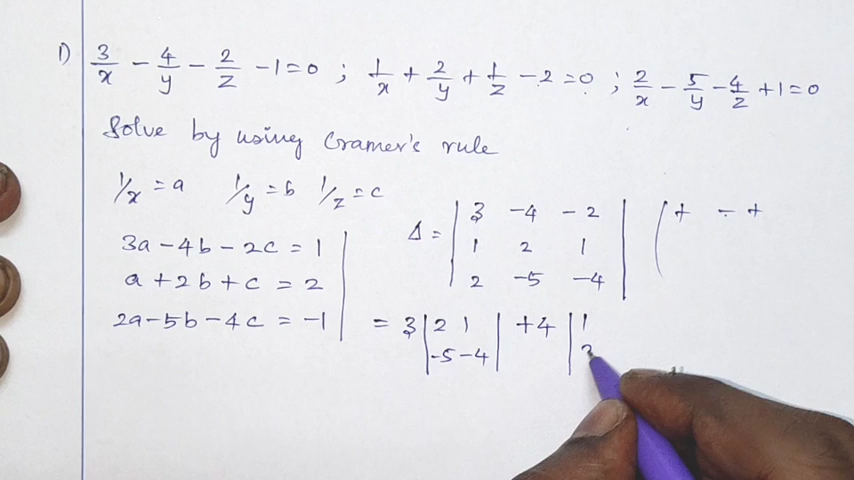 1) 3/x - 4/y - 2/z - 1 = 0 ; 1/x + 2/y + 1/z - 2 = 0 ; 2/x - 5/y - 4/z + 1 = 0
Solve by using Cramer's rule
1/x = a 1/y = b 1/z = c
3a - 4b - 2c = 1
a + 2b + c = 2
2a - 5b - 4c = -1
Δ = | 3 -4 -2 | ( + - +
| 1 2 1 |
| 2 -5 -4 |
= 3 | 2 1 | + 4 | 1
| -5 -4 | |